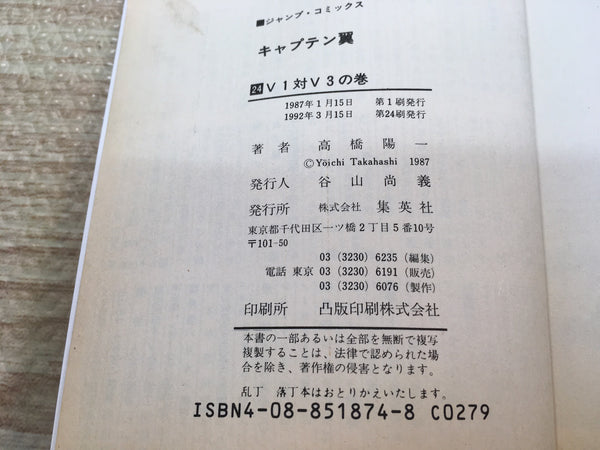 ■ジャンプ・コミックス
キャプテン翼
24 V1対V3の巻
1987年1月15日 第1刷発行
1992年3月15日 第24刷発行
著者 高橋陽一
©Yōichi Takahashi 1987
発行人 谷山尚義
発行所 株式会社 集英社
東京都千代田区一ツ橋2丁目5番10号
〒101-50
03 (3230) 6235 (編集)
電話 東京 03 (3230) 6191 (販売)
03 (3230) 6076 (製作)
印刷所 凸版印刷株式会社
本書の一部あるいは全部を無断で複写
複製することは、法律で認められた場
合を除き、著作権の侵害となります。
乱丁 落丁本はおとりかえいたします。
ISBN4-08-851874-8 C0279